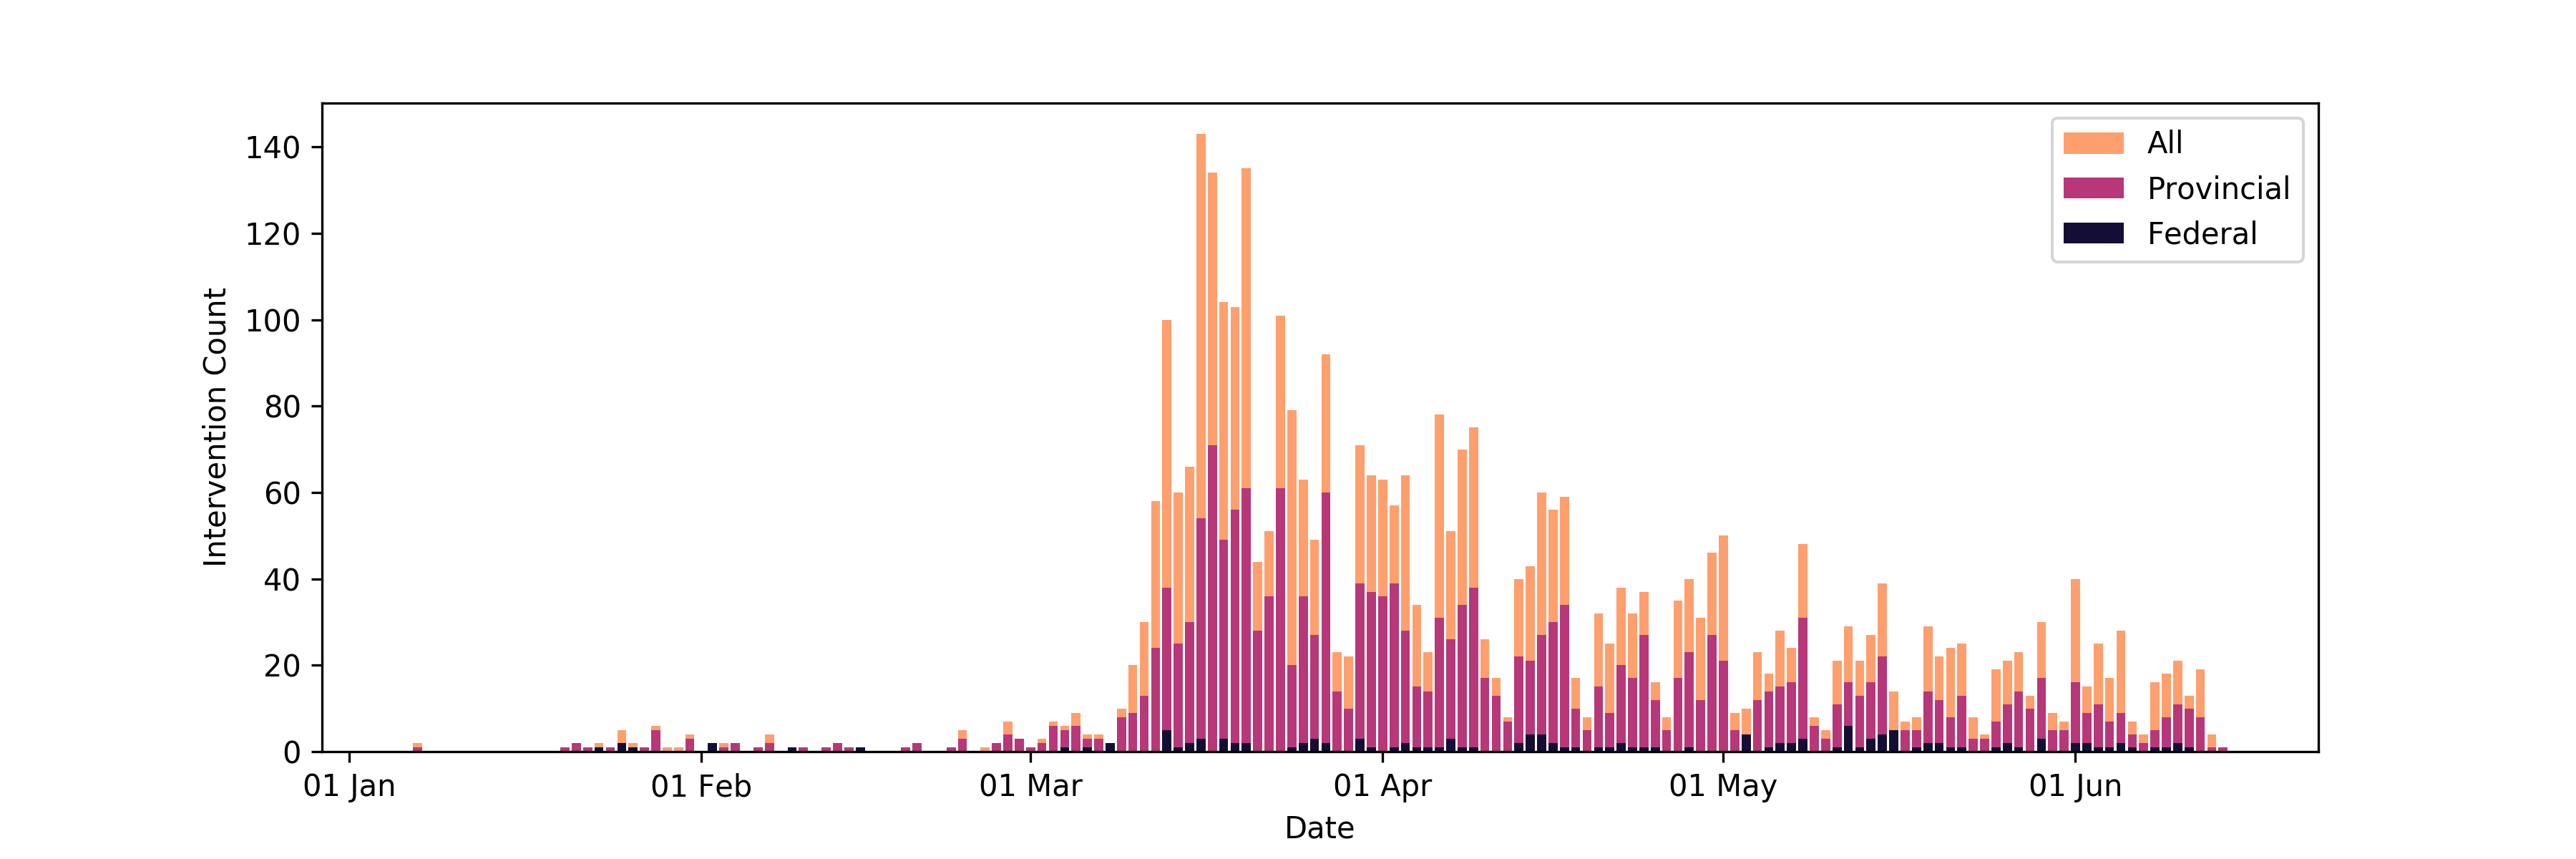 All
Provincial
Federal
Intervention Count
140
120
100
80
60
40
20
0
01 Jan
01 Feb
01 Mar
01 Apr
01 May
01 Jun
Date